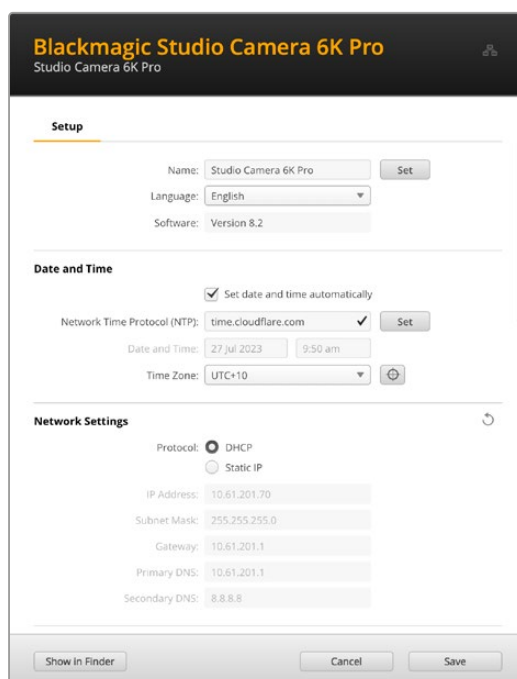 Blackmagic Studio Camera 6K Pro
Studio Camera 6K Pro
Setup
Name: Studio Camera 6K Pro Set
Language: English
Software: Version 8.2
Date and Time
Set date and time automatically
Network Time Protocol (NTP): time.cloudflare.com Set
Date and Time: 27 Jul 2023 9:50 am
Time Zone: UTC+10
Network Settings
Protocol: DHCP
Static IP
IP Address: 10.61.201.70
Subnet Mask: 255.255.255.0
Gateway: 10.61.201.1
Primary DNS: 10.61.201.1
Secondary DNS: 8.8.8.8
Show in Finder Cancel Save